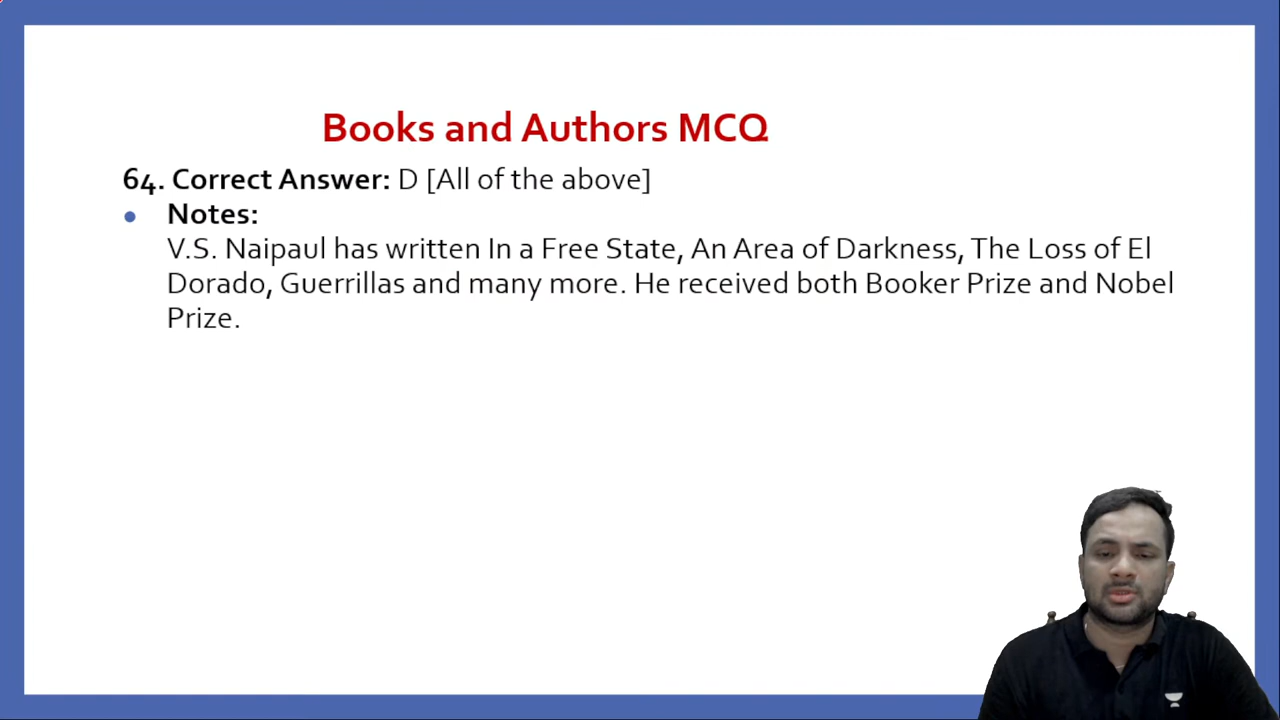 Books and Authors MCQ
64. Correct Answer: D [All of the above]
• Notes:
V.S. Naipaul has written In a Free State, An Area of Darkness, The Loss of El
Dorado, Guerrillas and many more. He received both Booker Prize and Nobel
Prize.